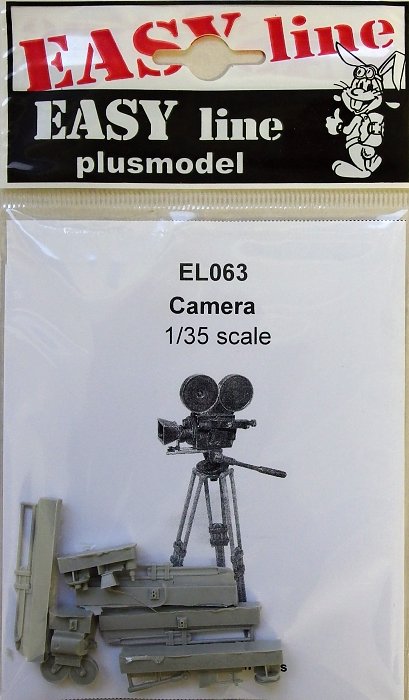 EASY line
EASY line
plusmodel
EL063
Camera
1/35 scale